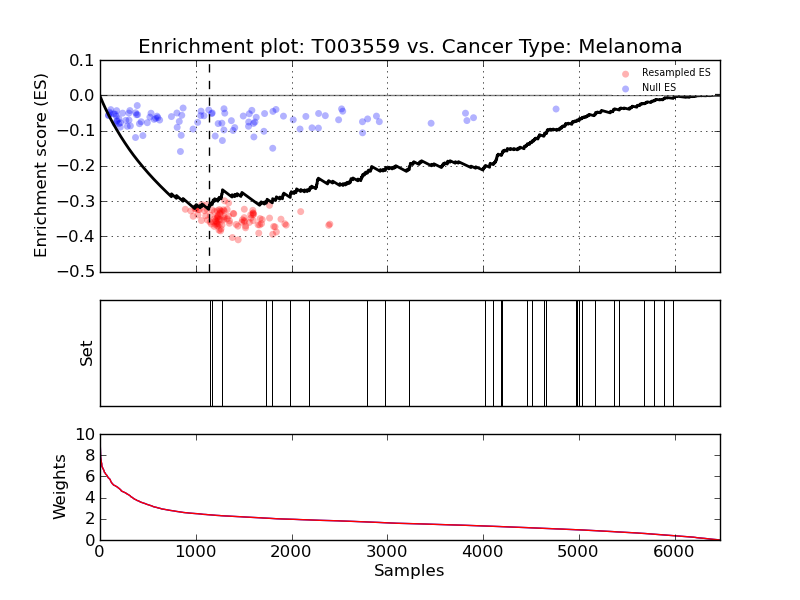 Enrichment plot: T003559 vs. Cancer Type: Melanoma
0.1
0.0
−0.1
−0.2
−0.3
−0.4
−0.5
Enrichment score (ES)
Resampled ES
Null ES
Set
10
8
6
4
2
0
Weights
0 1000 2000 3000 4000 5000 6000
Samples